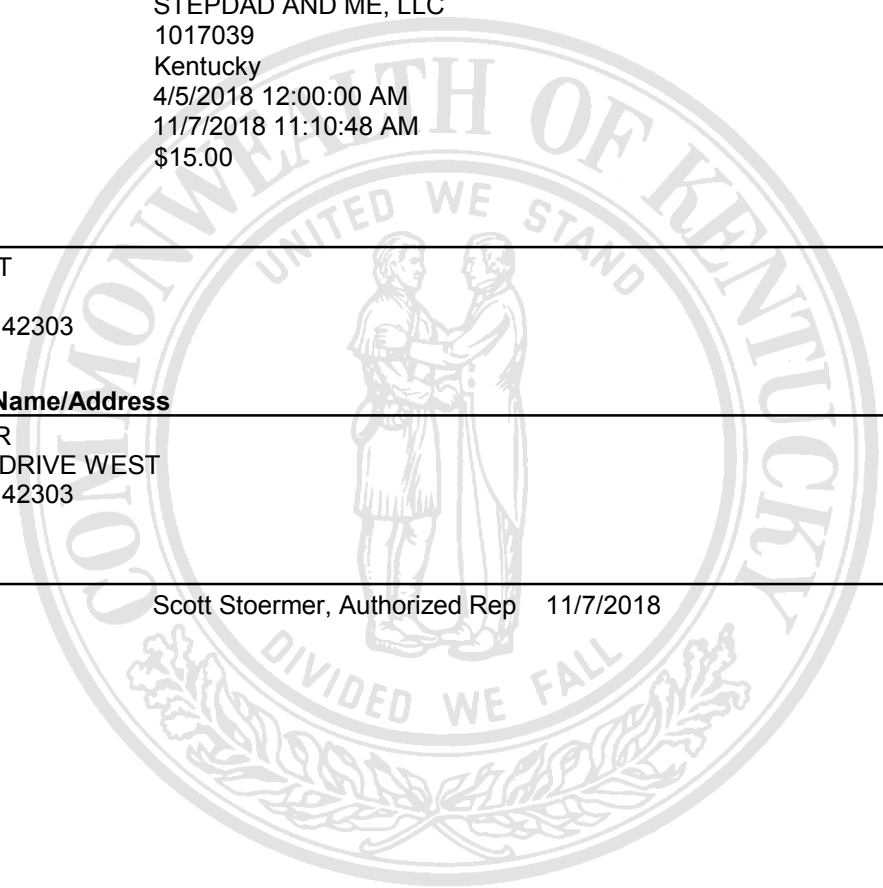 STEPDAD AND ME, LLC
1017039
Kentucky
4/5/2018 12:00:00 AM
11/7/2018 11:10:48 AM
$15.00
T
42303
Name/Address
R
DRIVE WEST
42303
Scott Stoermer, Authorized Rep 11/7/2018
COMMONWEALTH OF KENTUCKY
UNITED WE STAND
DIVIDED WE FALL